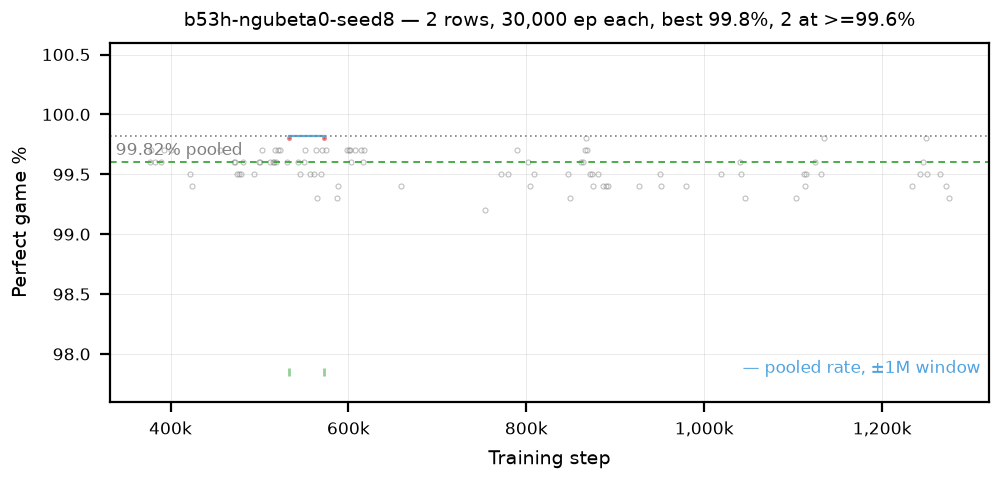 b53h-ngubeta0-seed8 — 2 rows, 30,000 ep each, best 99.8%, 2 at >=99.6%
100.5
100.0
99.82% pooled
99.5
99.0
98.5
98.0
— pooled rate, ±1M window
400k
600k
800k
1,000k
1,200k
Training step
Perfect game %